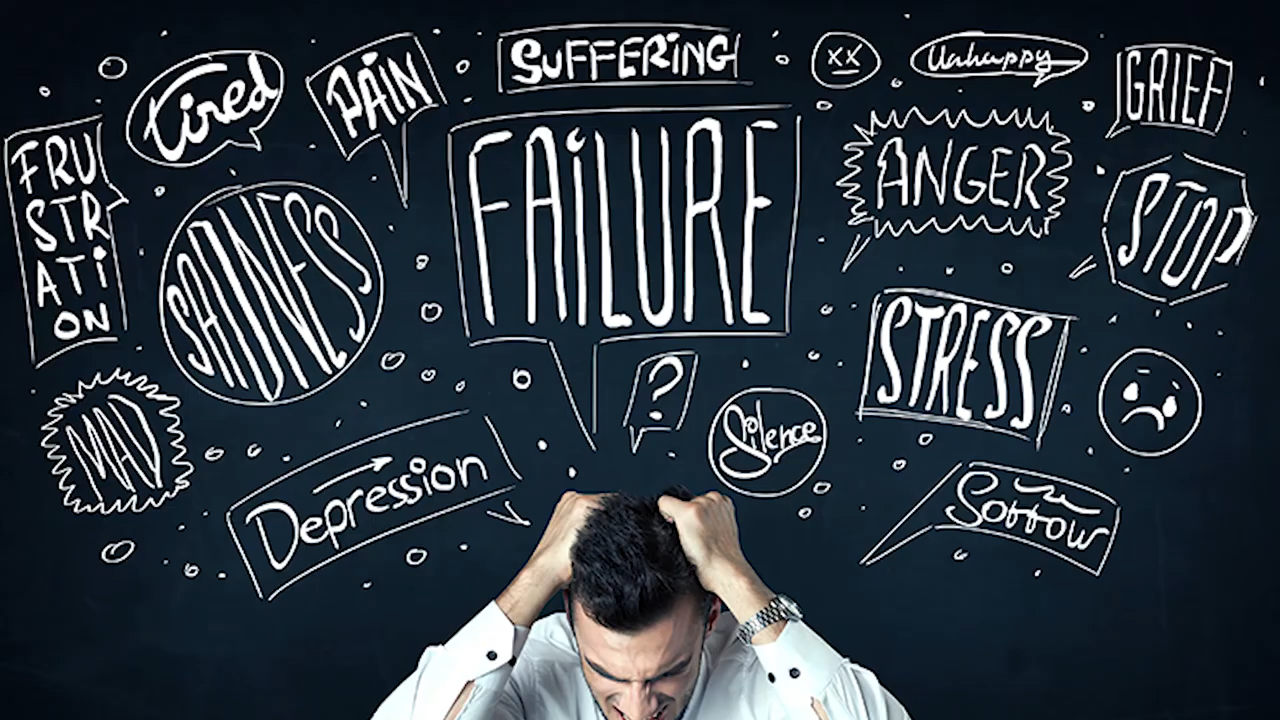 SUFFERING
xx
Unhappy
Tired
PAIN
GRIEF
FRU
STR
ATi
ON
FAiLURE
ANGER
STOP
SADNESS
STRESS
?
MAD
Silence
Depression
Sorrow